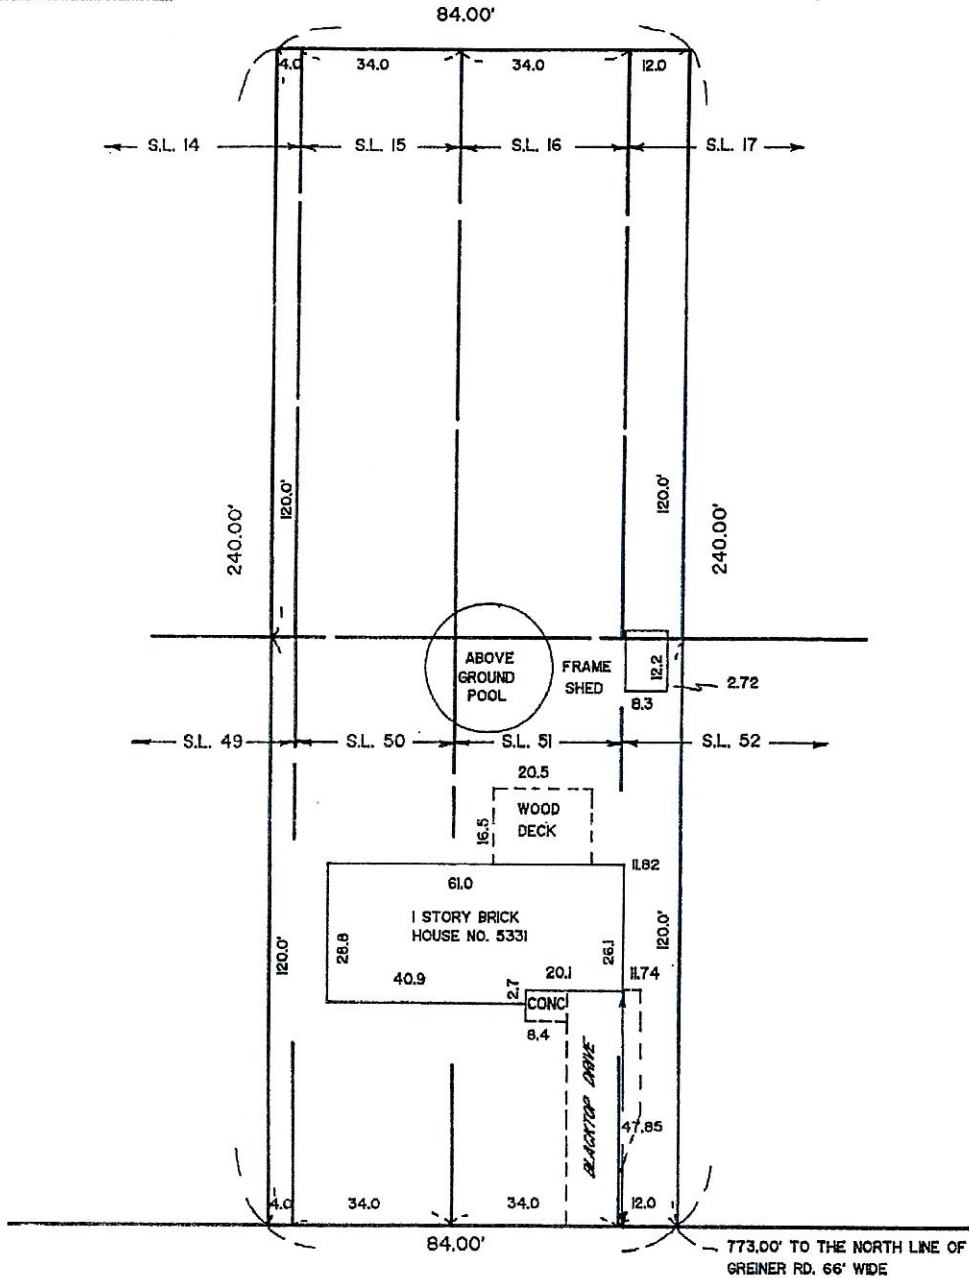 84.00'
4.0 34.0 34.0 12.0
S.L. 14 S.L. 15 S.L. 16 S.L. 17
120.0' 120.0'
240.00' 240.00'
ABOVE
GROUND
POOL
FRAME
SHED
12.2
2.72
8.3
S.L. 49 S.L. 50 S.L. 51 S.L. 52
20.5
WOOD
DECK
16.5
11.82
61.0
1 STORY BRICK
HOUSE NO. 5331
28.8
26.1
120.0' 120.0'
40.9
2.7
20.1
11.74
CONC
8.4
BLACKTOP DRIVE
47.85
4.0 34.0 34.0 12.0
84.00'
773.00' TO THE NORTH LINE OF
GREINER RD. 66' WIDE